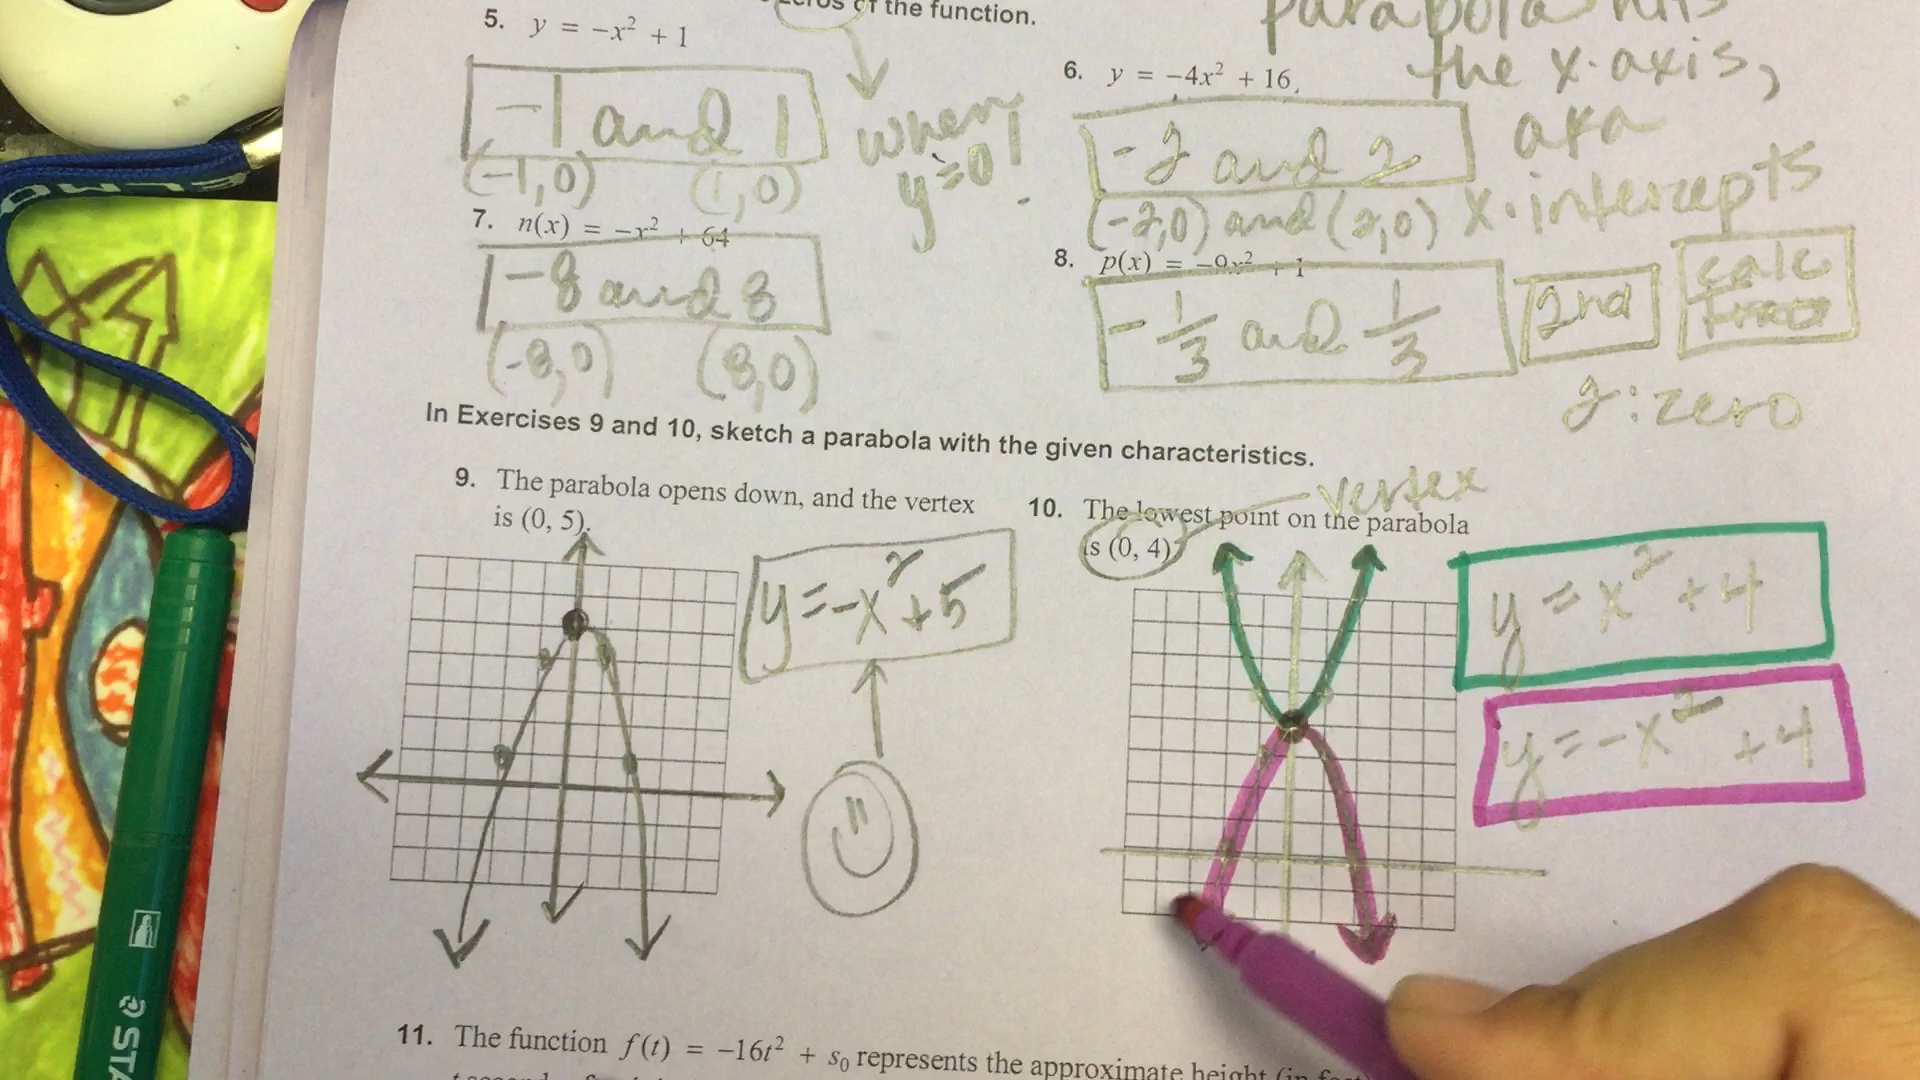 zeros of the function.
parabola hits
the x-axis,
aka
x-intercepts
5. y = −x² + 1
-1 and 1
(-1,0) (1,0)
when
y=0!
6. y = −4x² + 16
-2 and 2
(-2,0) and (2,0)
7. n(x) = −x² + 64
-8 and 8
(-8,0) (8,0)
8. p(x) = −9x² + 1
-1/3 and 1/3
2nd
calc
trace
2:zero
In Exercises 9 and 10, sketch a parabola with the given characteristics.
9. The parabola opens down, and the vertex
is (0, 5).
y=-x²+5
10. The lowest point on the parabola
is (0, 4).
vertex
y=x²+4
y=-x²+4
11. The function f(t) = −16t² + s₀ represents the approximate height (in
STA